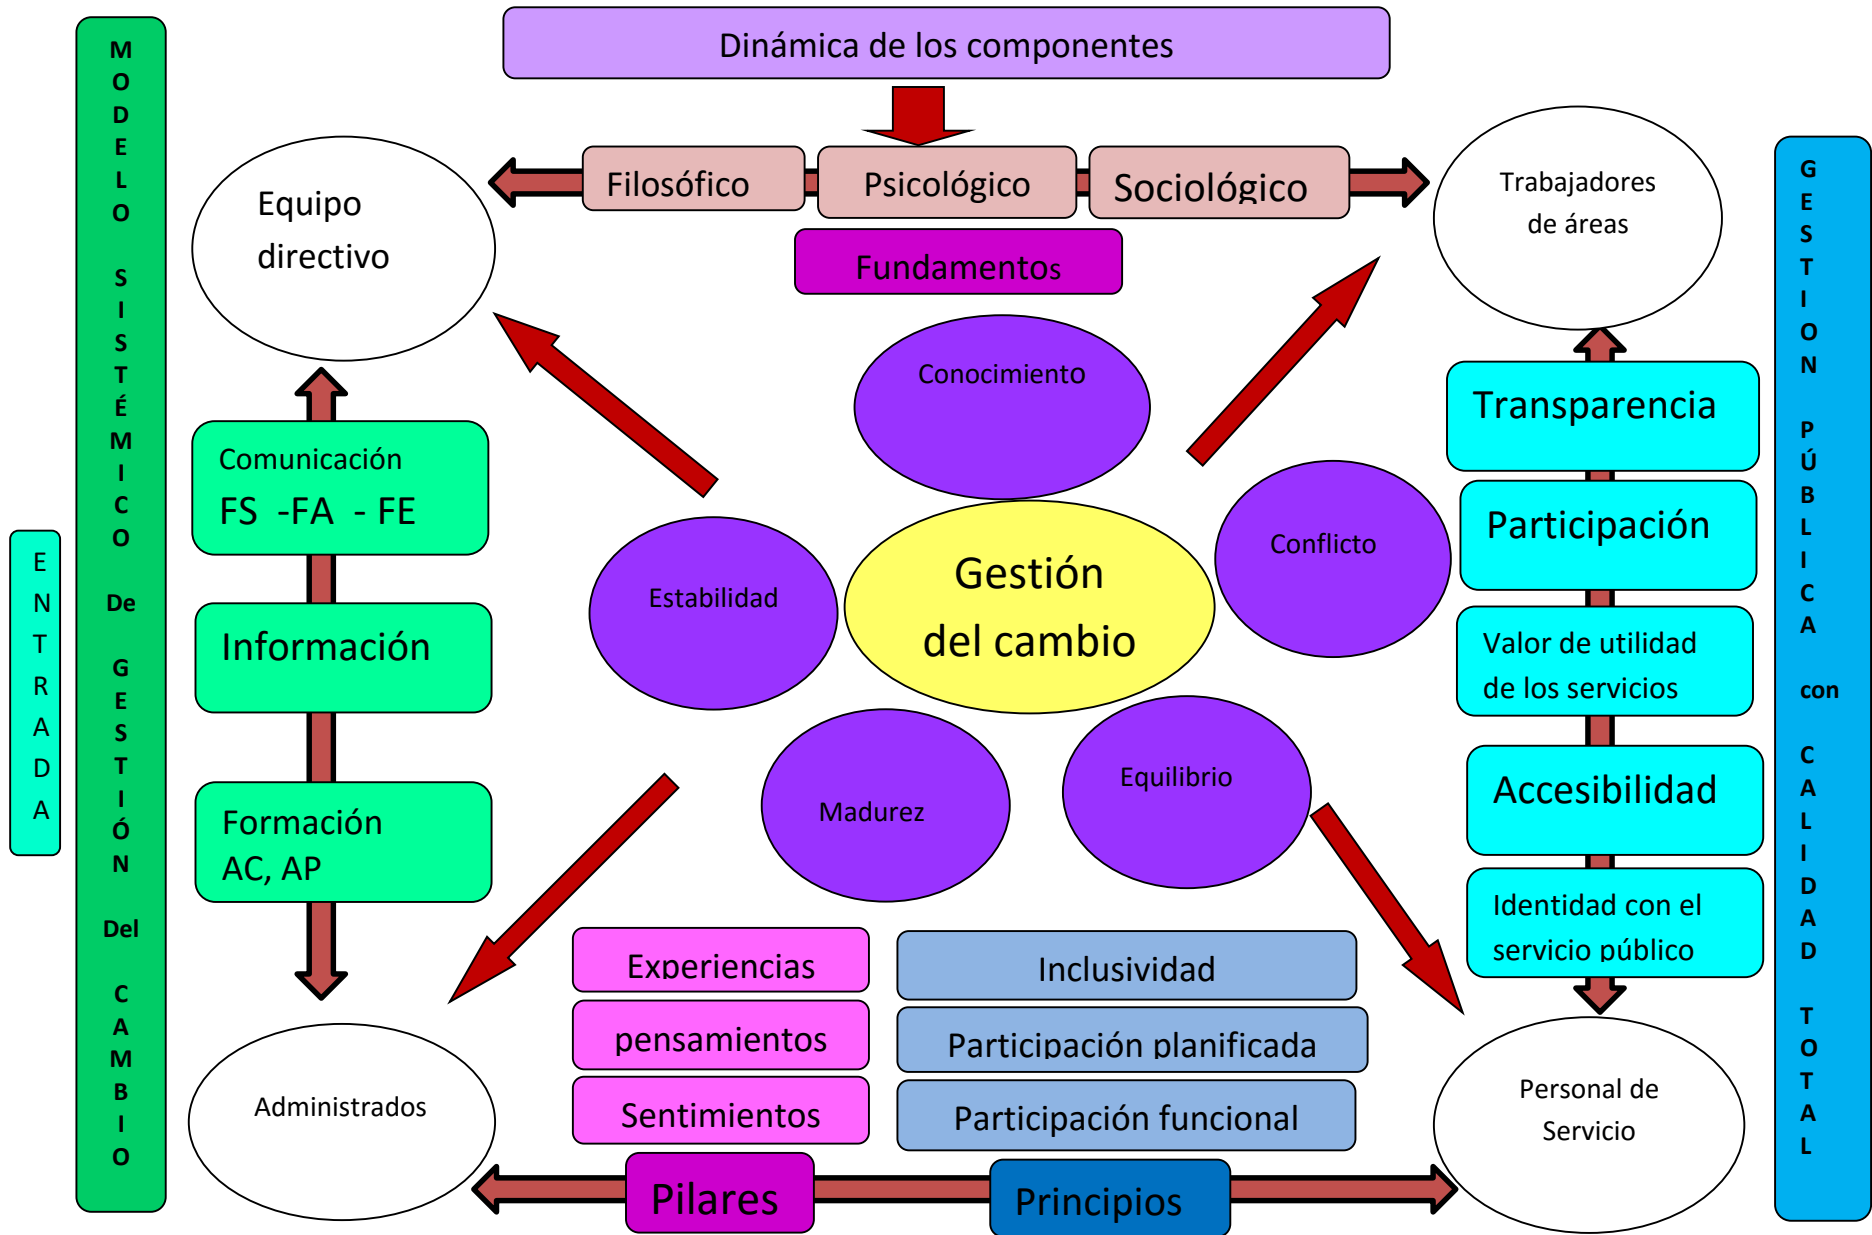 Dinámica de los componentes
MODELO SISTÉMICO De GESTIÓN Del CAMBIO
ENTRADA
Equipo
directivo
Filosófico
Psicológico
Sociológico
Fundamentos
Trabajadores
de áreas
GESTION PÚBLICA con CALIDAD TOTAL
Comunicación
FS -FA - FE
Información
Formación
AC, AP
Conocimiento
Conflicto
Estabilidad
Gestión
del cambio
Madurez
Equilibrio
Transparencia
Participación
Valor de utilidad
de los servicios
Accesibilidad
Identidad con el
servicio público
Experiencias
pensamientos
Sentimientos
Pilares
Inclusividad
Participación planificada
Participación funcional
Principios
Administrados
Personal de
Servicio